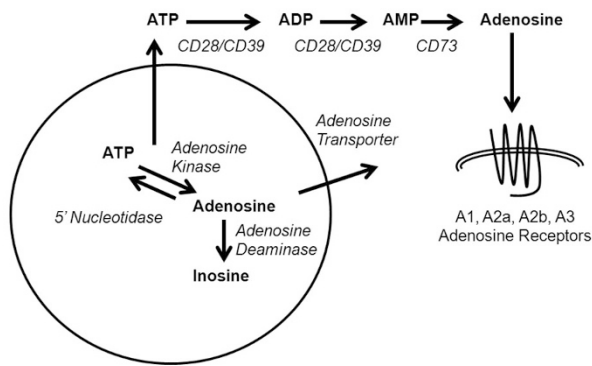 ATP ADP AMP Adenosine
CD28/CD39 CD28/CD39 CD73
Adenosine
Transporter
ATP
Adenosine
Kinase
5' Nucleotidase
Adenosine
Adenosine
Deaminase
Inosine
A1, A2a, A2b, A3
Adenosine Receptors